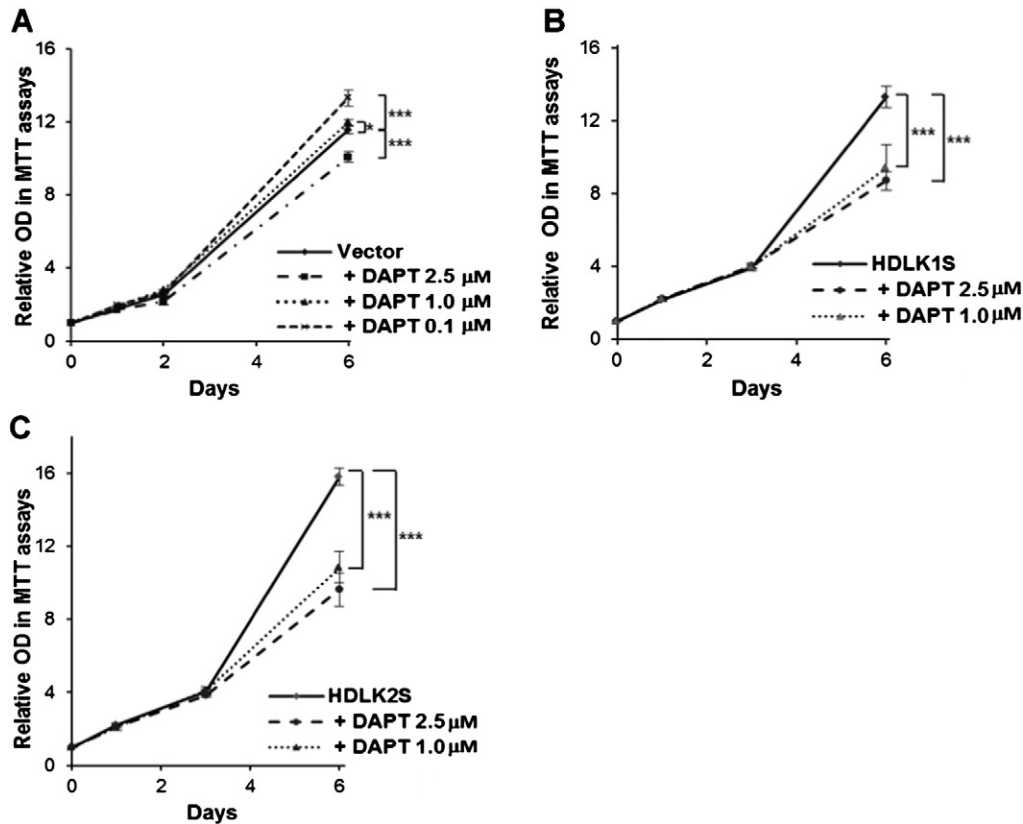 A
Relative OD in MTT assays
16
12
8
4
0
***
*
***
Vector
+ DAPT 2.5 μM
+ DAPT 1.0 μM
+ DAPT 0.1 μM
0 2 4 6
Days
B
Relative OD in MTT assays
16
12
8
4
0
*** ***
HDLK1S
+ DAPT 2.5 μM
+ DAPT 1.0 μM
0 2 4 6
Days
C
Relative OD in MTT assays
16
12
8
4
0
***
***
HDLK2S
+ DAPT 2.5 μM
+ DAPT 1.0 μM
0 2 4 6
Days